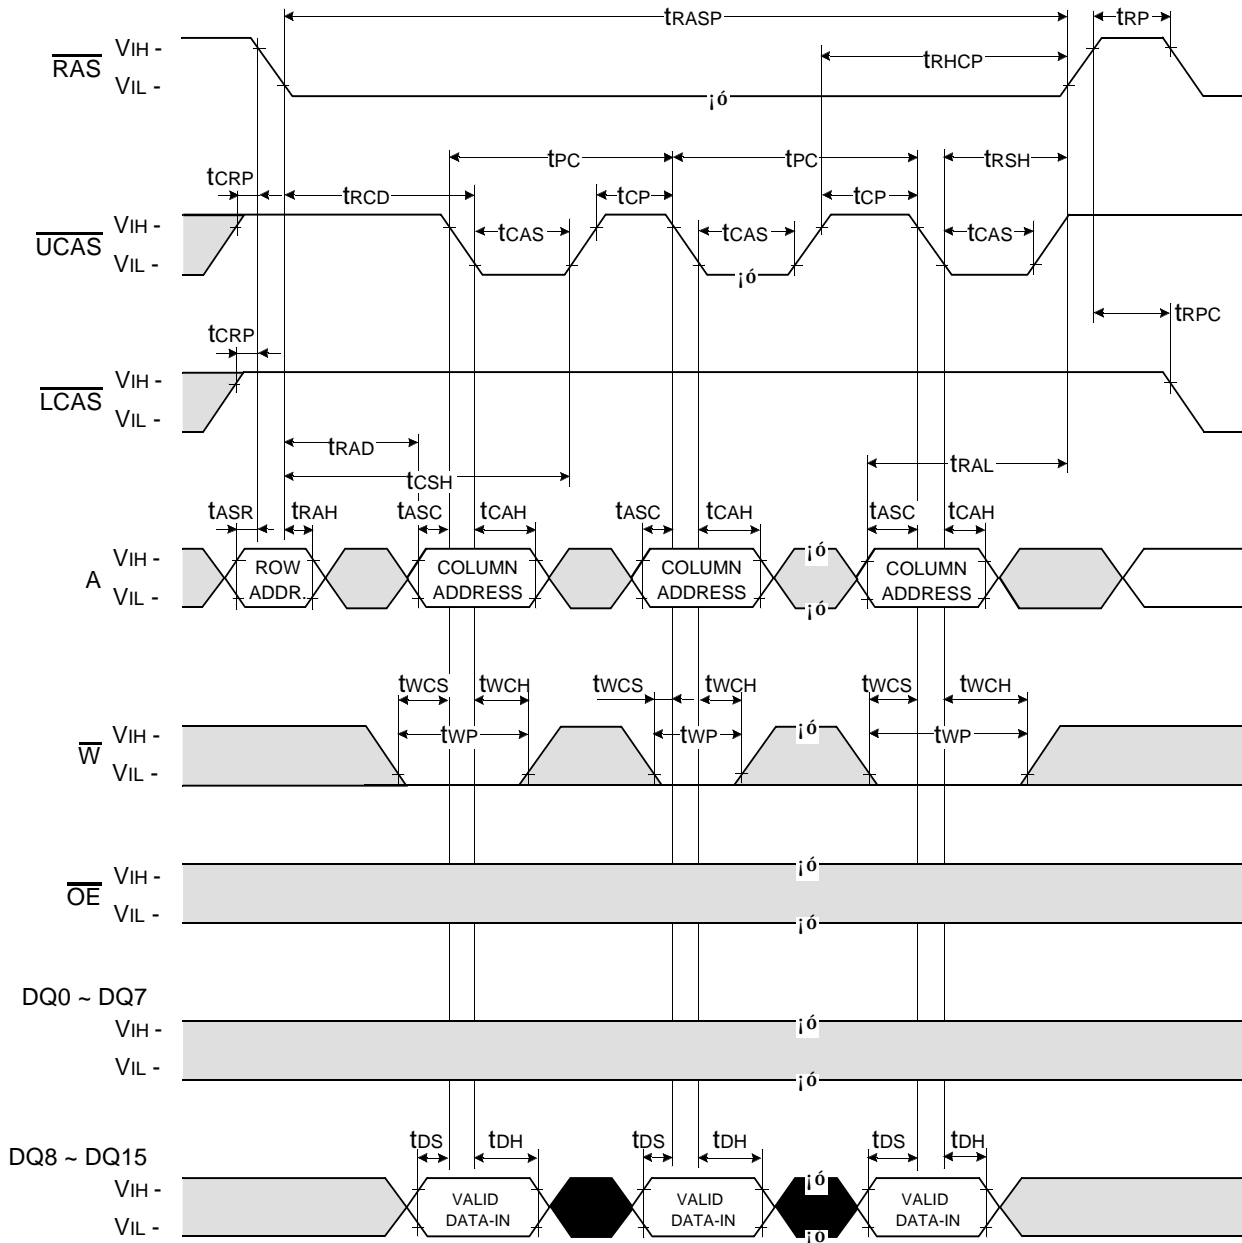 tRASP
tRP
RAS
VIH -
VIL -
tRHCP
¡ó
tPC
tPC
tRSH
tCRP
tRCD
tCP
tCP
UCAS
VIH -
VIL -
tCAS
tCAS
tCAS
¡ó
tRPC
tCRP
LCAS
VIH -
VIL -
tRAD
tCSH
tRAL
tASR
tRAH
tASC
tCAH
tASC
tCAH
tASC
tCAH
A
VIH -
VIL -
ROW
ADDR.
COLUMN
ADDRESS
COLUMN
ADDRESS
¡ó
¡ó
COLUMN
ADDRESS
tWCS
tWCH
tWCS
tWCH
tWCS
tWCH
W
VIH -
VIL -
tWP
tWP
¡ó
tWP
OE
VIH -
VIL -
¡ó
¡ó
DQ0 ~ DQ7
VIH -
VIL -
¡ó
¡ó
DQ8 ~ DQ15
tDS
tDH
tDS
tDH
tDS
tDH
VIH -
VIL -
VALID
DATA-IN
VALID
DATA-IN
¡ó
¡ó
VALID
DATA-IN